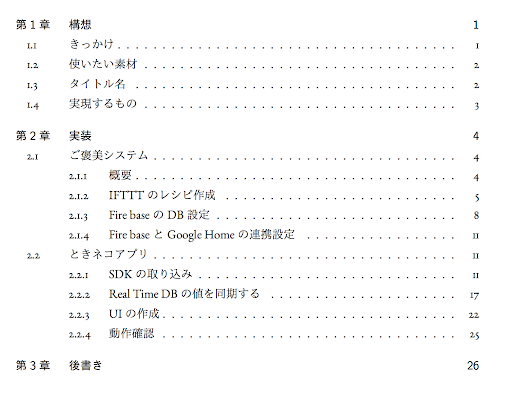 第 1 章 構想 1
1.1 きっかけ . . . . . . . . . . . . . . . . . . . . . . . . . . . . . . . . . . . . 1
1.2 使いたい素材 . . . . . . . . . . . . . . . . . . . . . . . . . . . . . . . . . 2
1.3 タイトル名 . . . . . . . . . . . . . . . . . . . . . . . . . . . . . . . . . . 2
1.4 実現するもの . . . . . . . . . . . . . . . . . . . . . . . . . . . . . . . . . 3
第 2 章 実装 4
2.1 ご褒美システム . . . . . . . . . . . . . . . . . . . . . . . . . . . . . . . . 4
2.1.1 概要 . . . . . . . . . . . . . . . . . . . . . . . . . . . . . . . . . . 4
2.1.2 IFTTT のレシピ作成 . . . . . . . . . . . . . . . . . . . . . . . . . 5
2.1.3 Fire base の DB 設定 . . . . . . . . . . . . . . . . . . . . . . . . . . 8
2.1.4 Fire base と Google Home の連携設定 . . . . . . . . . . . . . . . . 11
2.2 ときネコアプリ . . . . . . . . . . . . . . . . . . . . . . . . . . . . . . . . 11
2.2.1 SDK の取り込み . . . . . . . . . . . . . . . . . . . . . . . . . . . . 11
2.2.2 Real Time DB の値を同期する . . . . . . . . . . . . . . . . . . . . . 17
2.2.3 UI の作成 . . . . . . . . . . . . . . . . . . . . . . . . . . . . . . . 22
2.2.4 動作確認 . . . . . . . . . . . . . . . . . . . . . . . . . . . . . . . . 25
第 3 章 後書き 26